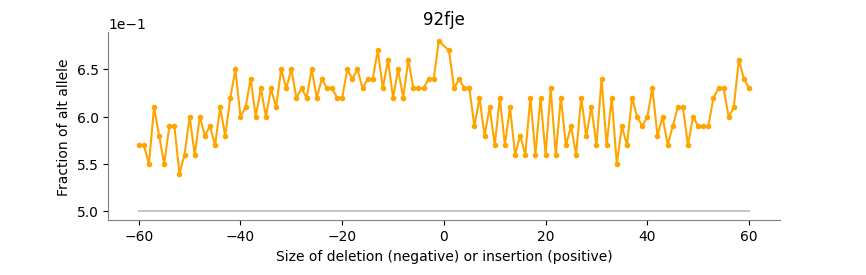 92fje
1e−1
Fraction of alt allele
6.5
6.0
5.5
5.0
−60 −40 −20 0 20 40 60
Size of deletion (negative) or insertion (positive)